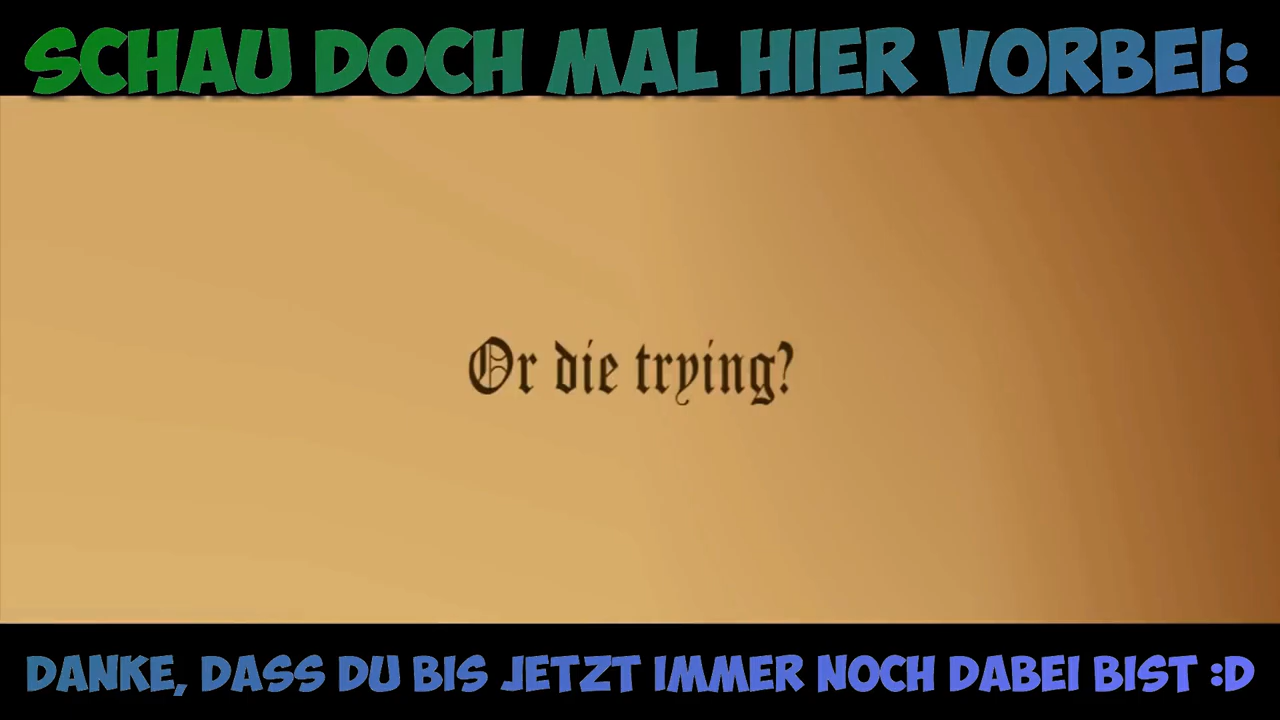 SCHAU DOCH MAL HIER VORBEI:
Or die trying?
DANKE, DASS DU BIS JETZT IMMER NOCH DABEI BIST :D